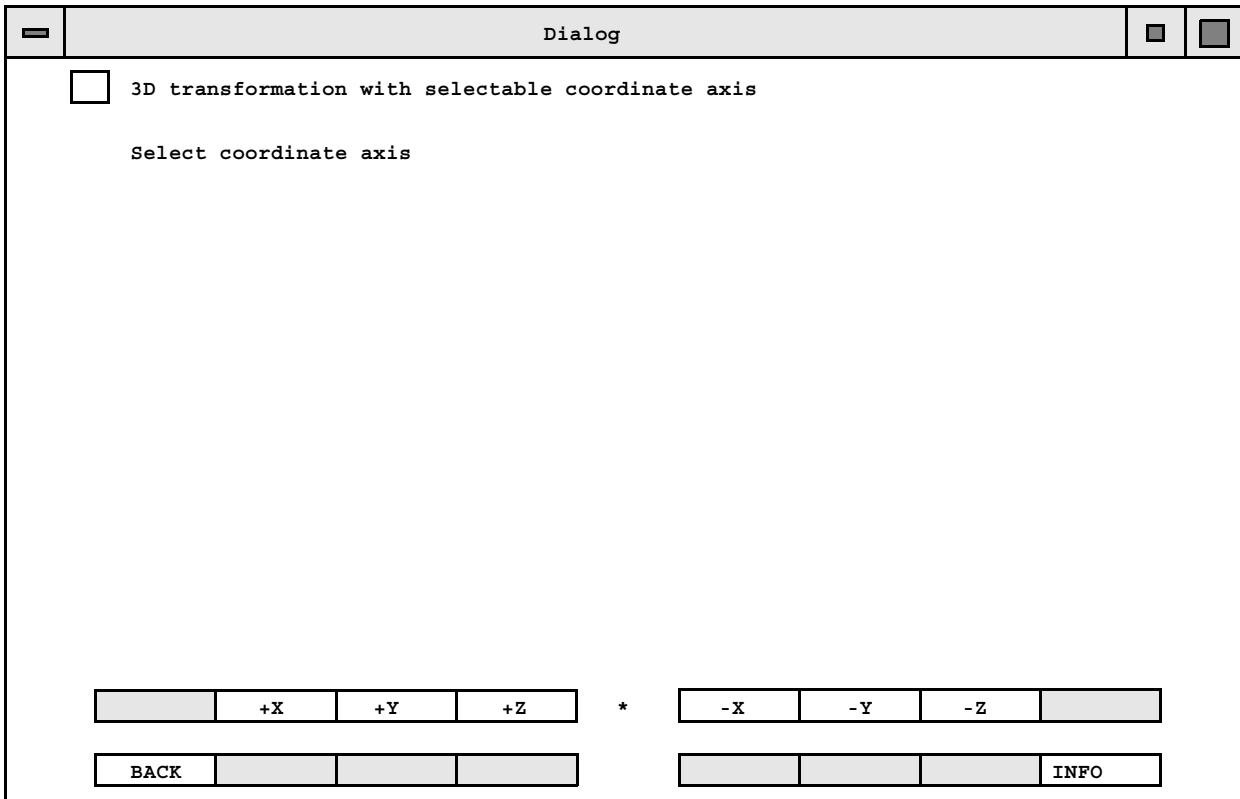 Dialog
3D transformation with selectable coordinate axis
Select coordinate axis
+X +Y +Z * -X -Y -Z
BACK INFO